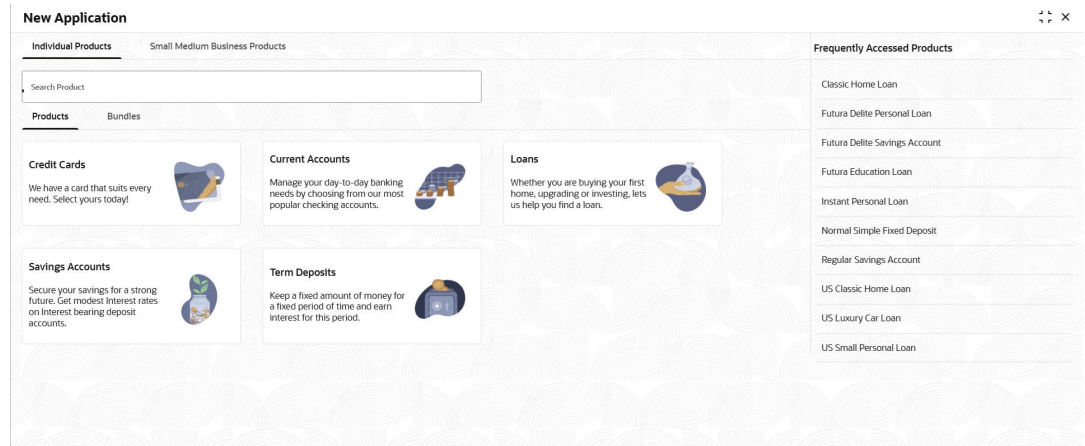 New Application
Individual Products
Small Medium Business Products
Search Product
Products
Bundles
Credit Cards
We have a card that suits every
need. Select yours today!
Current Accounts
Manage your day-to-day banking
needs by choosing from our most
popular checking accounts.
Loans
Whether you are buying your first
home, upgrading or investing, lets
us help you find a loan.
Savings Accounts
Secure your savings for a strong
future. Get modest Interest rates
on Interest bearing deposit
accounts.
Term Deposits
Keep a fixed amount of money for
a fixed period of time and earn
interest for this period.
Frequently Accessed Products
Classic Home Loan
Futura Delite Personal Loan
Futura Delite Savings Account
Futura Education Loan
Instant Personal Loan
Normal Simple Fixed Deposit
Regular Savings Account
US Classic Home Loan
US Luxury Car Loan
US Small Personal Loan